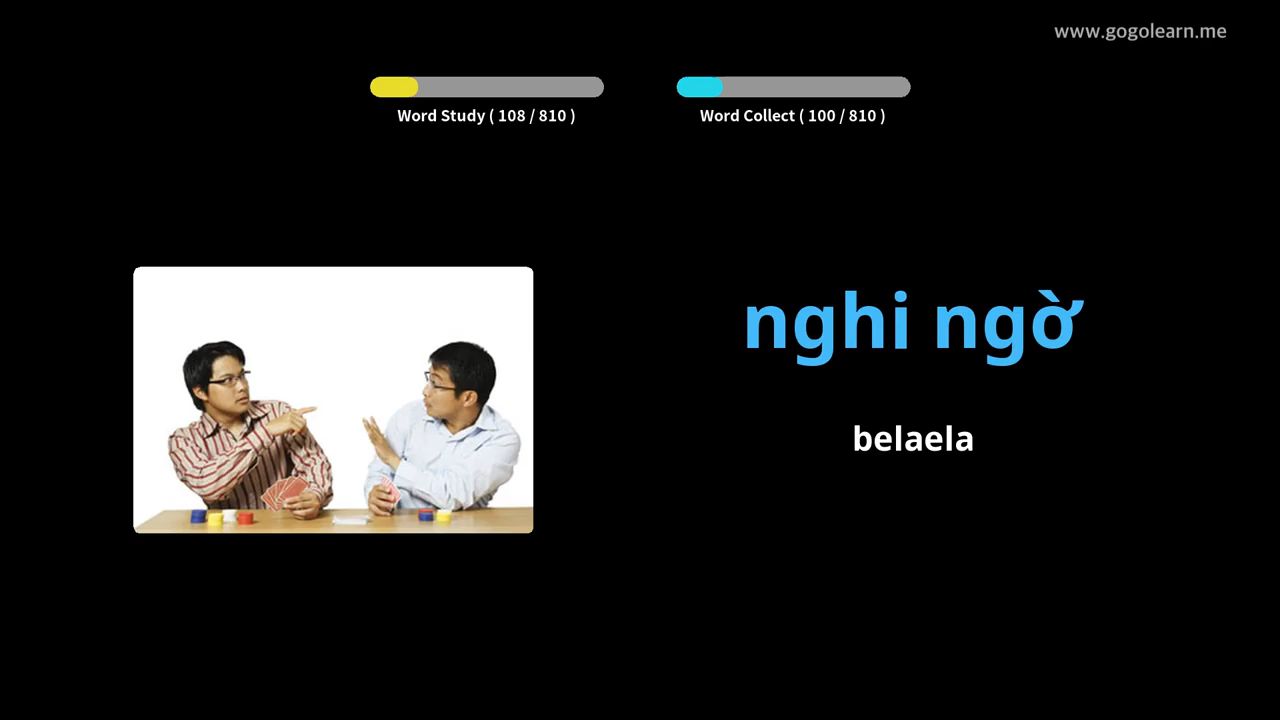 www.gogolearn.me
Word Study ( 108 / 810 )
Word Collect ( 100 / 810 )
nghi ngờ
belaela